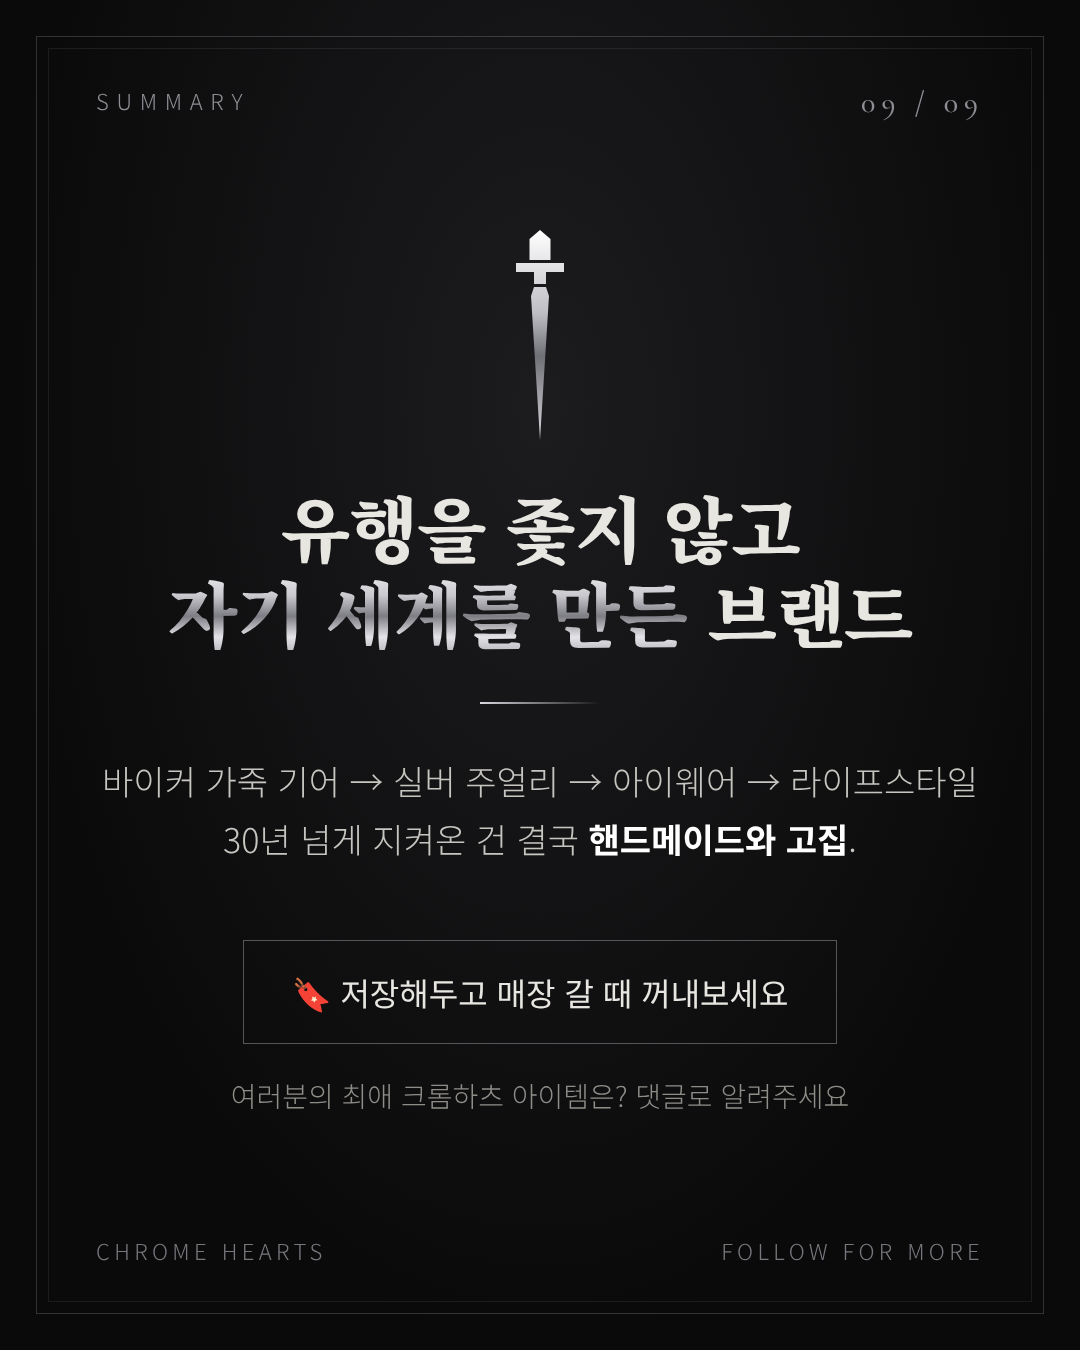 SUMMARY
09 / 09
유행을 좇지 않고
자기 세계를 만든 브랜드
바이커 가죽 기어 → 실버 주얼리 → 아이웨어 → 라이프스타일
30년 넘게 지켜온 건 결국 핸드메이드와 고집.
🔖 저장해두고 매장 갈 때 꺼내보세요
여러분의 최애 크롬하츠 아이템은? 댓글로 알려주세요
CHROME HEARTS
FOLLOW FOR MORE